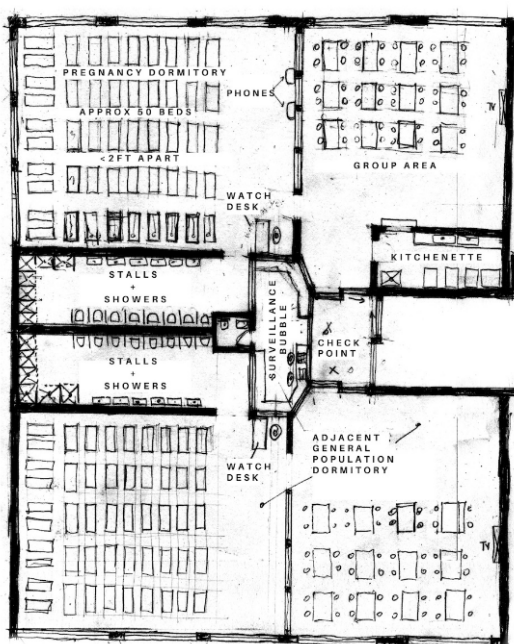 PREGNANCY DORMITORY
APPROX 50 BEDS
<2FT APART
PHONES
TV
GROUP AREA
WATCH
DESK
KITCHENETTE
STALLS
+
SHOWERS
SURVEILLANCE
BUBBLE
CHECK
POINT
STALLS
+
SHOWERS
WATCH
DESK
ADJACENT
GENERAL
POPULATION
DORMITORY
TV